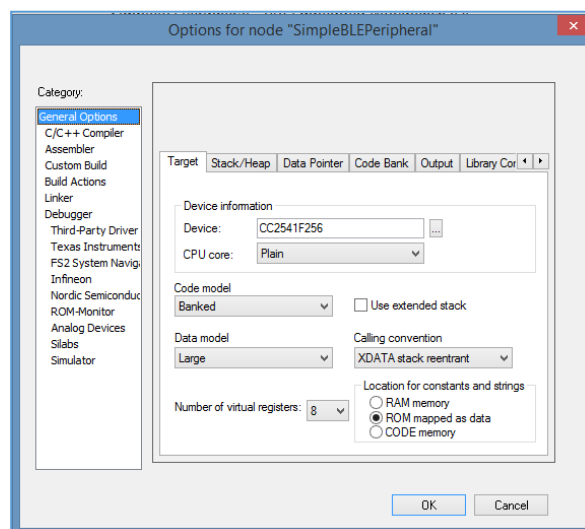 Options for node "SimpleBLEPeripheral"
Category:
General Options
C/C++ Compiler
Assembler
Custom Build
Build Actions
Linker
Debugger
Third-Party Driver
Texas Instruments
FS2 System Naviga
Infineon
Nordic Semiconduc
ROM-Monitor
Analog Devices
Silabs
Simulator
Target Stack/Heap Data Pointer Code Bank Output Library Cor
Device information
Device: CC2541F256 ...
CPU core: Plain
Code model
Banked
Use extended stack
Data model
Large
Calling convention
XDATA stack reentrant
Number of virtual registers: 8
Location for constants and strings
RAM memory
ROM mapped as data
CODE memory
OK Cancel